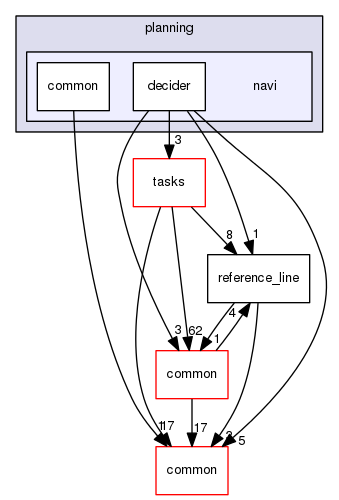 planning
common
decider
navi
3
tasks
8
1
reference_line
3
62
4
1
common
1
17
17
3
5
common